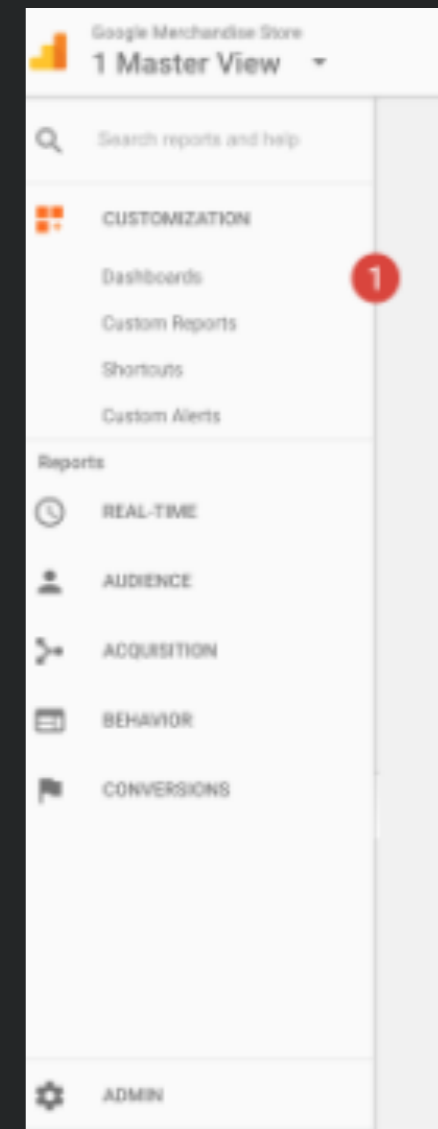 Google Merchandise Store
1 Master View
Search reports and help
CUSTOMIZATION
Dashboards
1
Custom Reports
Shortcuts
Custom Alerts
Reports
REAL-TIME
AUDIENCE
ACQUISITION
BEHAVIOR
CONVERSIONS
ADMIN